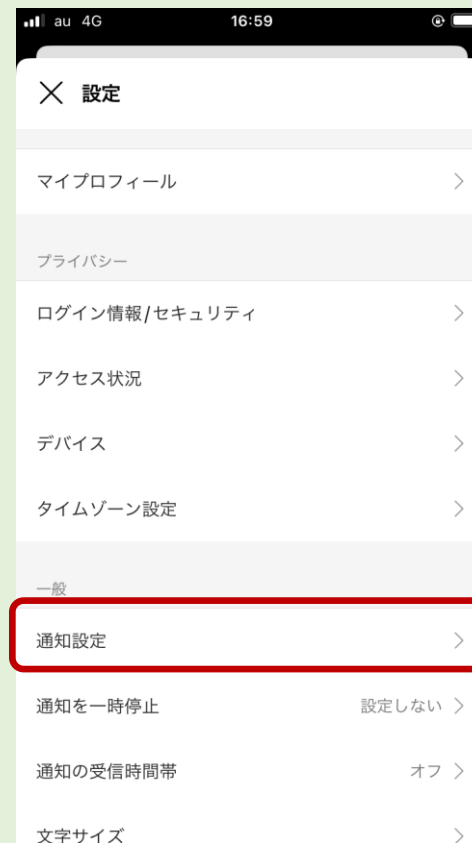 au 4G 16:59
設定
マイプロフィール
プライバシー
ログイン情報/セキュリティ
アクセス状況
デバイス
タイムゾーン設定
一般
通知設定
通知を一時停止 設定しない
通知の受信時間帯 オフ
文字サイズ